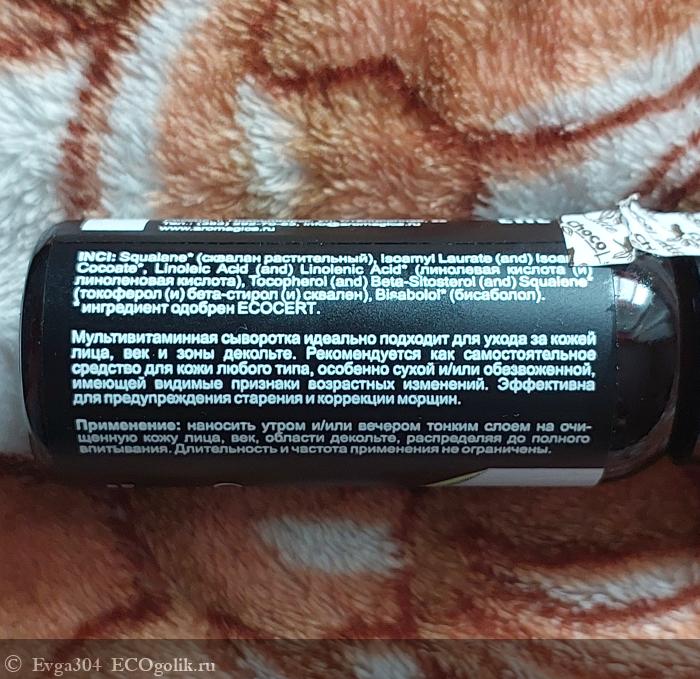 www.aromagics.ru
INCI: Squalane* (сквалан растительный), Isoamyl Laurate (and) Isoamyl
Cocoate*, Linoleic Acid (and) Linolenic Acid* (линолевая кислота (и)
линоленовая кислота), Tocopherol (and) Beta-Sitosterol (and) Squalene*
(токоферол (и) бета-стирол (и) сквален), Bisabolol* (бисаболол).
*ингредиент одобрен ECOCERT.
Мультивитаминная сыворотка идеально подходит для ухода за кожей
лица, век и зоны декольте. Рекомендуется как самостоятельное
средство для кожи любого типа, особенно сухой и/или обезвоженной,
имеющей видимые признаки возрастных изменений. Эффективна
для предупреждения старения и коррекции морщин.
Применение: наносить утром и/или вечером тонким слоем на очи-
щенную кожу лица, век, области декольте, распределяя до полного
впитывания. Длительность и частота применения не ограничены.
© Evga304 ECOgolik.ru